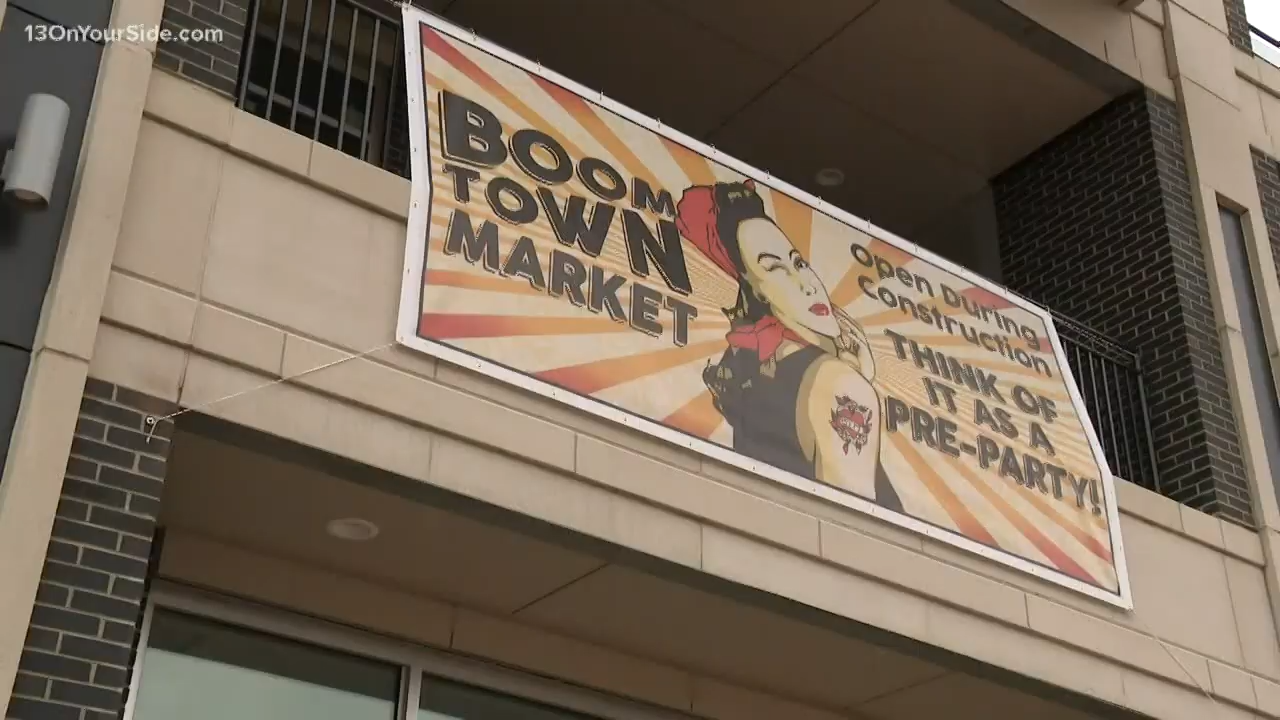 13OnYourSide.com
BOOM
TOWN
MARKET
open During
construction
THINK OF
IT AS A
PRE-PARTY!